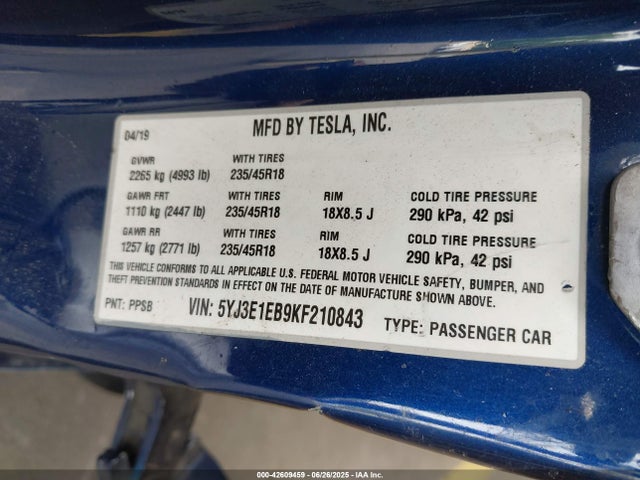 04/19 MFD BY TESLA, INC.
GVWR WITH TIRES
2265 kg (4993 lb) 235/45R18
GAWR FRT WITH TIRES RIM COLD TIRE PRESSURE
1110 kg (2447 lb) 235/45R18 18X8.5 J 290 kPa, 42 psi
GAWR RR WITH TIRES RIM COLD TIRE PRESSURE
1257 kg (2771 lb) 235/45R18 18X8.5 J 290 kPa, 42 psi
THIS VEHICLE CONFORMS TO ALL APPLICABLE U.S. FEDERAL MOTOR VEHICLE SAFETY, BUMPER, AND
THEFT PREVENTION STANDARDS IN EFFECT ON THE DATE OF MANUFACTURE SHOWN ABOVE.
PNT: PPSB VIN: 5YJ3E1EB9KF210843 TYPE: PASSENGER CAR
000-42609459 | 06/26/2025 | IAA, Inc.